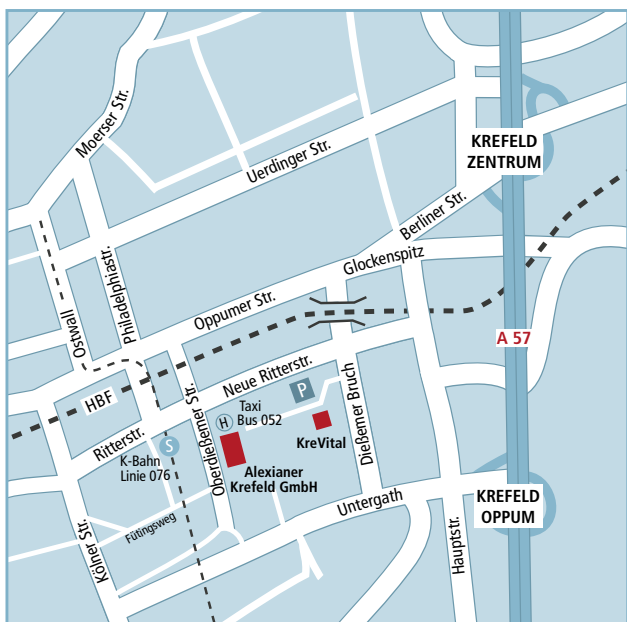 Moerser Str.
Uerdinger Str.
KREFELD
ZENTRUM
Berliner Str.
Glockenspitz
Philadelphiastr.
Ostwall
Oppumer Str.
A 57
HBF
Neue Ritterstr.
P
Ritterstr.
H
Taxi
Bus 052
KreVital
Dießemer Bruch
S
K-Bahn
Linie 076
Oberdießemer Str.
Alexianer
Krefeld GmbH
Untergath
KREFELD
OPPUM
Fütingsweg
Kölner Str.
Hauptstr.